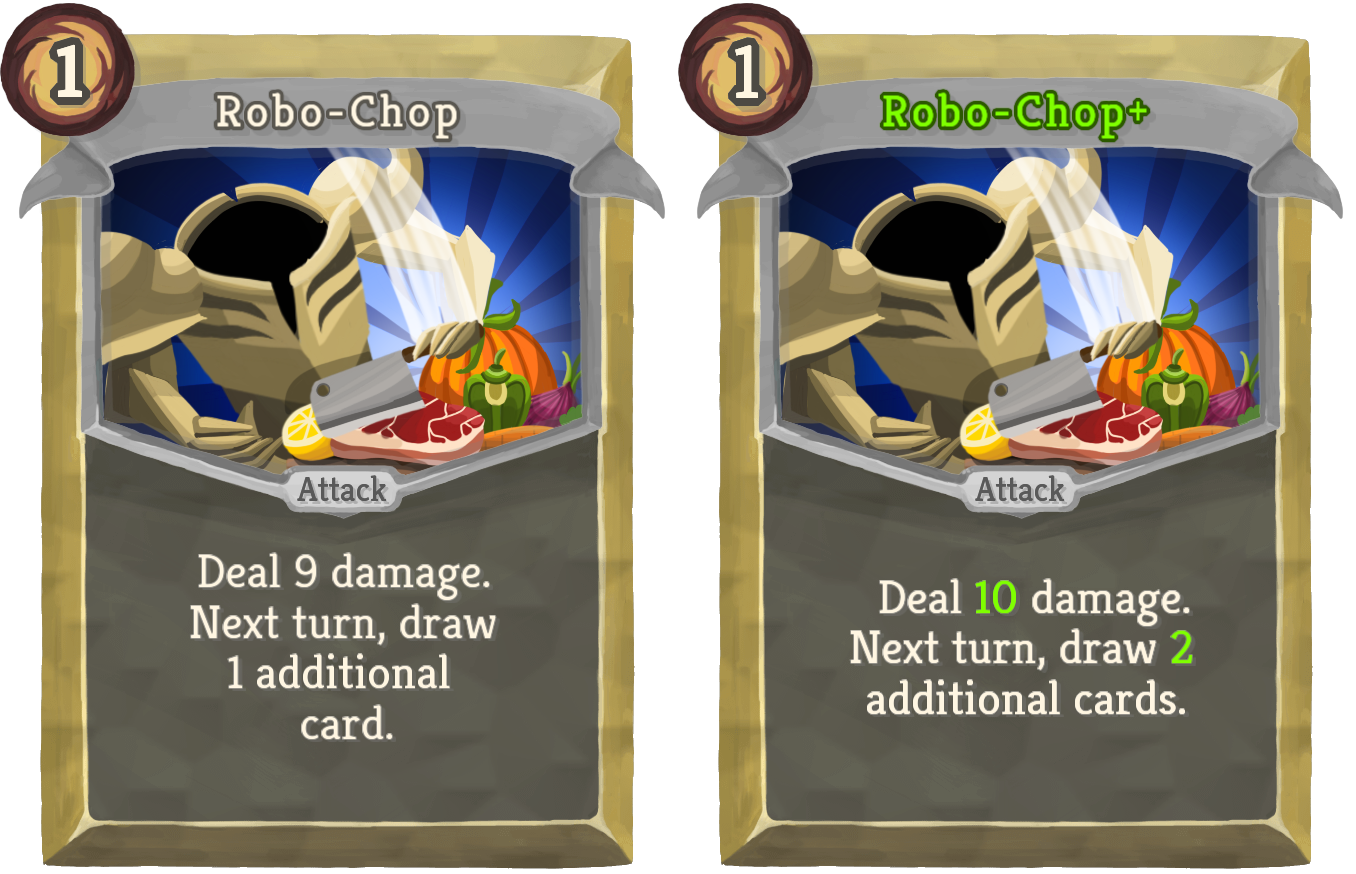 1
Robo-Chop
Attack
Deal 9 damage.
Next turn, draw
1 additional
card.
1
Robo-Chop+
Attack
Deal 10 damage.
Next turn, draw 2
additional cards.